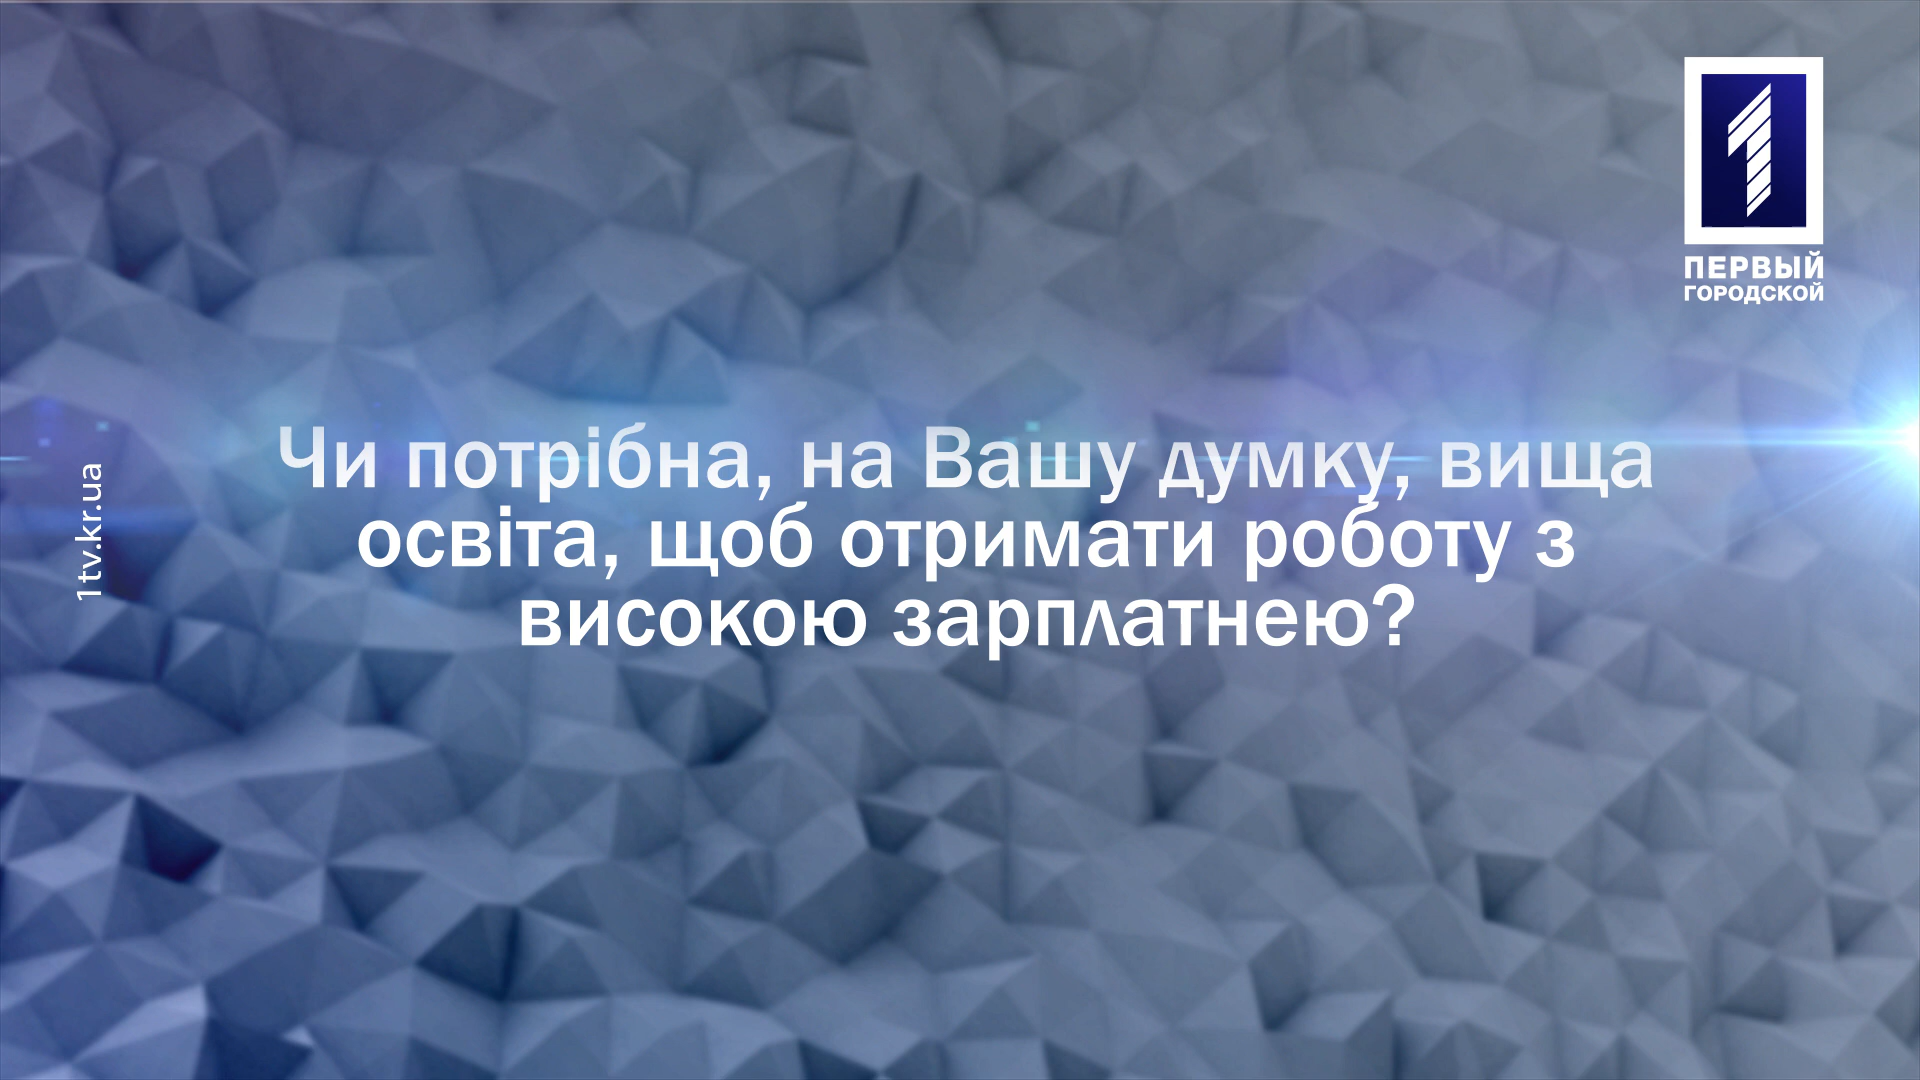 ПЕРВЫЙ
ГОРОДСКОЙ
1tv.kr.ua
Чи потрібна, на Вашу думку, вища
освіта, щоб отримати роботу з
високою зарплатнею?